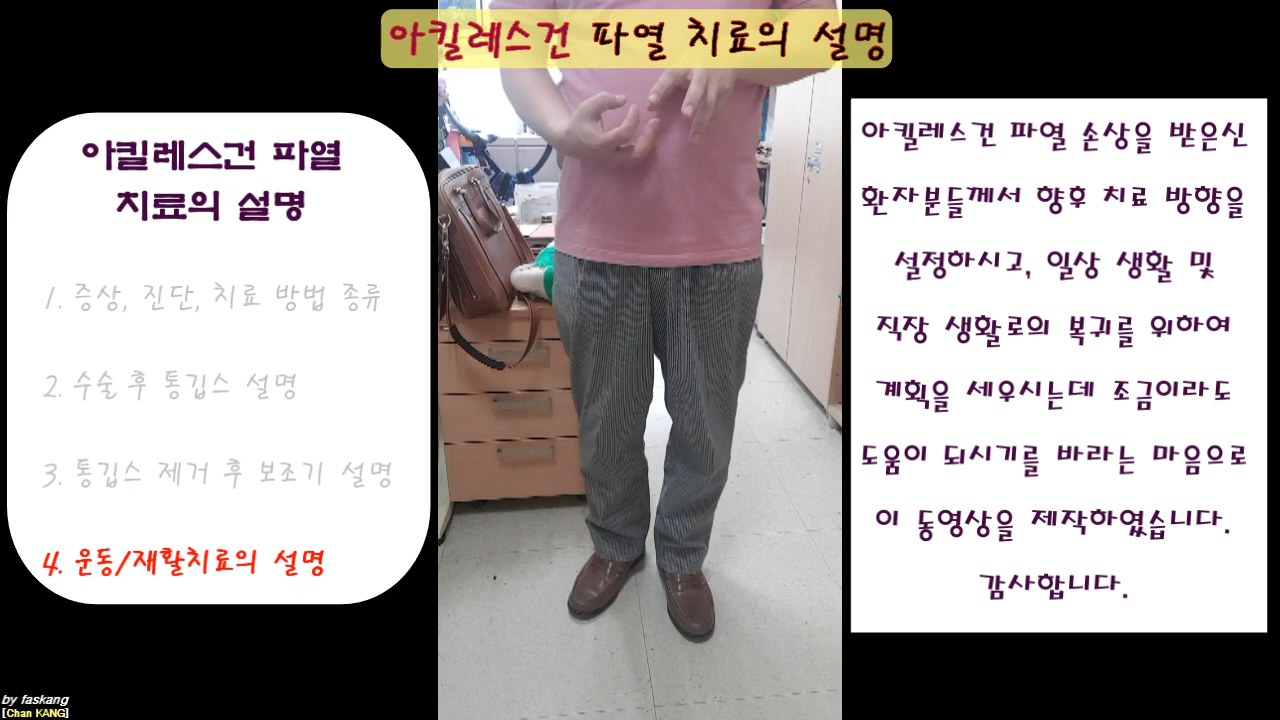 아킬레스건 파열 치료의 설명
아킬레스건 파열
치료의 설명
1. 증상, 진단, 치료 방법 종류
2. 수술 후 통깁스 설명
3. 통깁스 제거 후 보조기 설명
4. 운동/재활치료의 설명
아킬레스건 파열 손상을 받은신
환자분들께서 향후 치료 방향을
설정하시고, 일상 생활 및
직장 생활로의 복귀를 위하여
계획을 세우시는데 조금이라도
도움이 되시기를 바라는 마음으로
이 동영상을 제작하였습니다.
감사합니다.
by faskang
[Chan KANG]